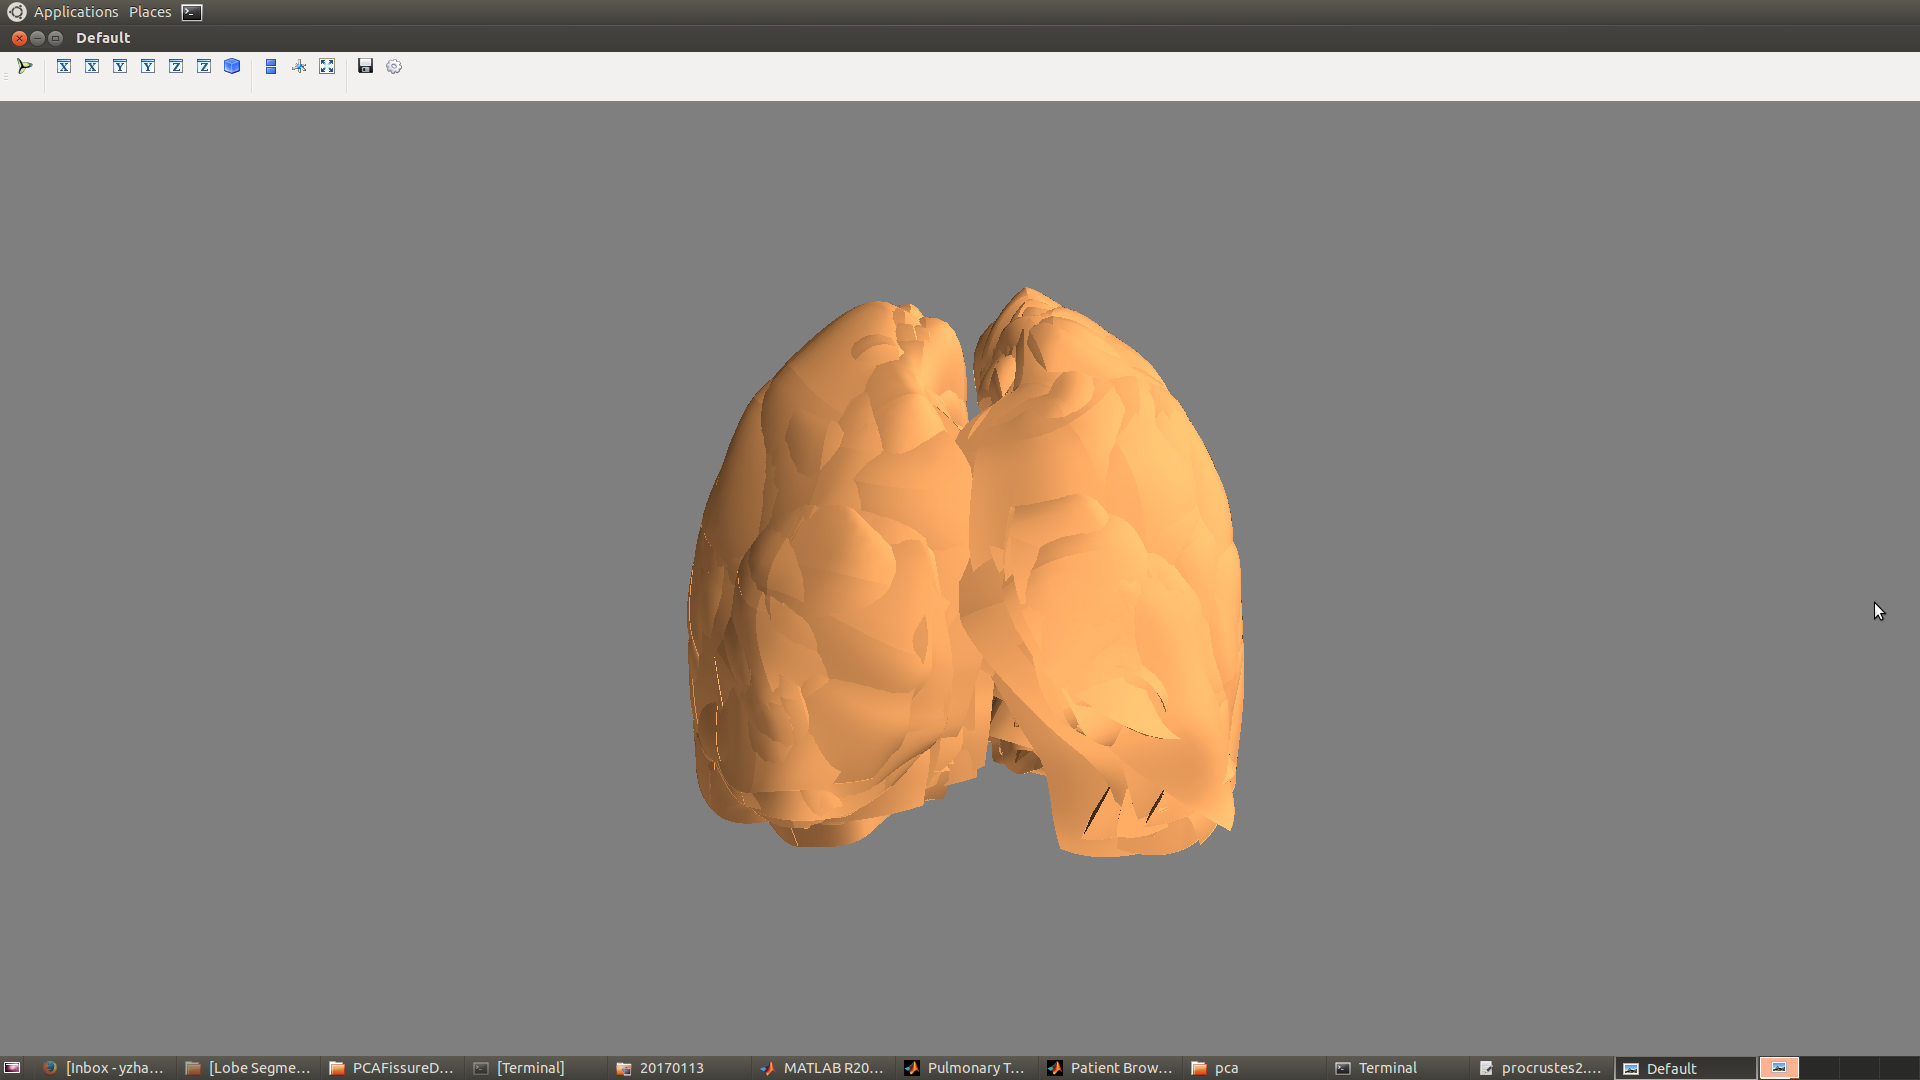 Applications Places
Default
X X Y Y Z Z
[Inbox - yzha... [Lobe Segme... PCAFissureD... [Terminal] 20170113 MATLAB R20... Pulmonary T... Patient Brow... pca Terminal procrustes2.... Default